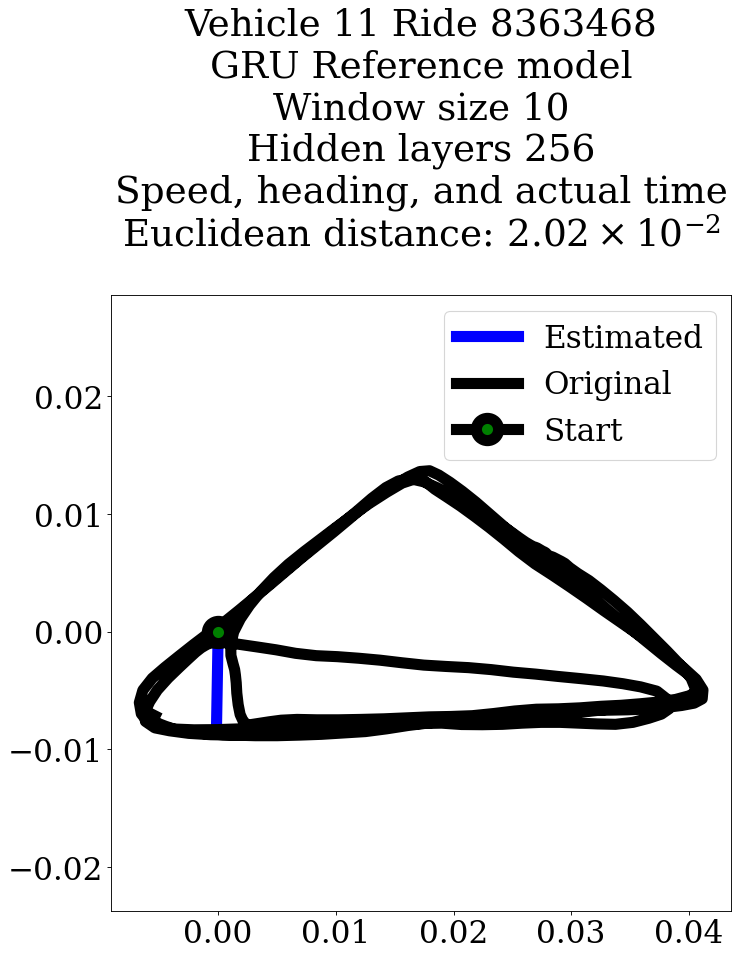 Vehicle 11 Ride 8363468
GRU Reference model
Window size 10
Hidden layers 256
Speed, heading, and actual time
Euclidean distance: 2.02 × 10⁻²
Estimated
Original
Start
0.02
0.01
0.00
−0.01
−0.02
0.00 0.01 0.02 0.03 0.04